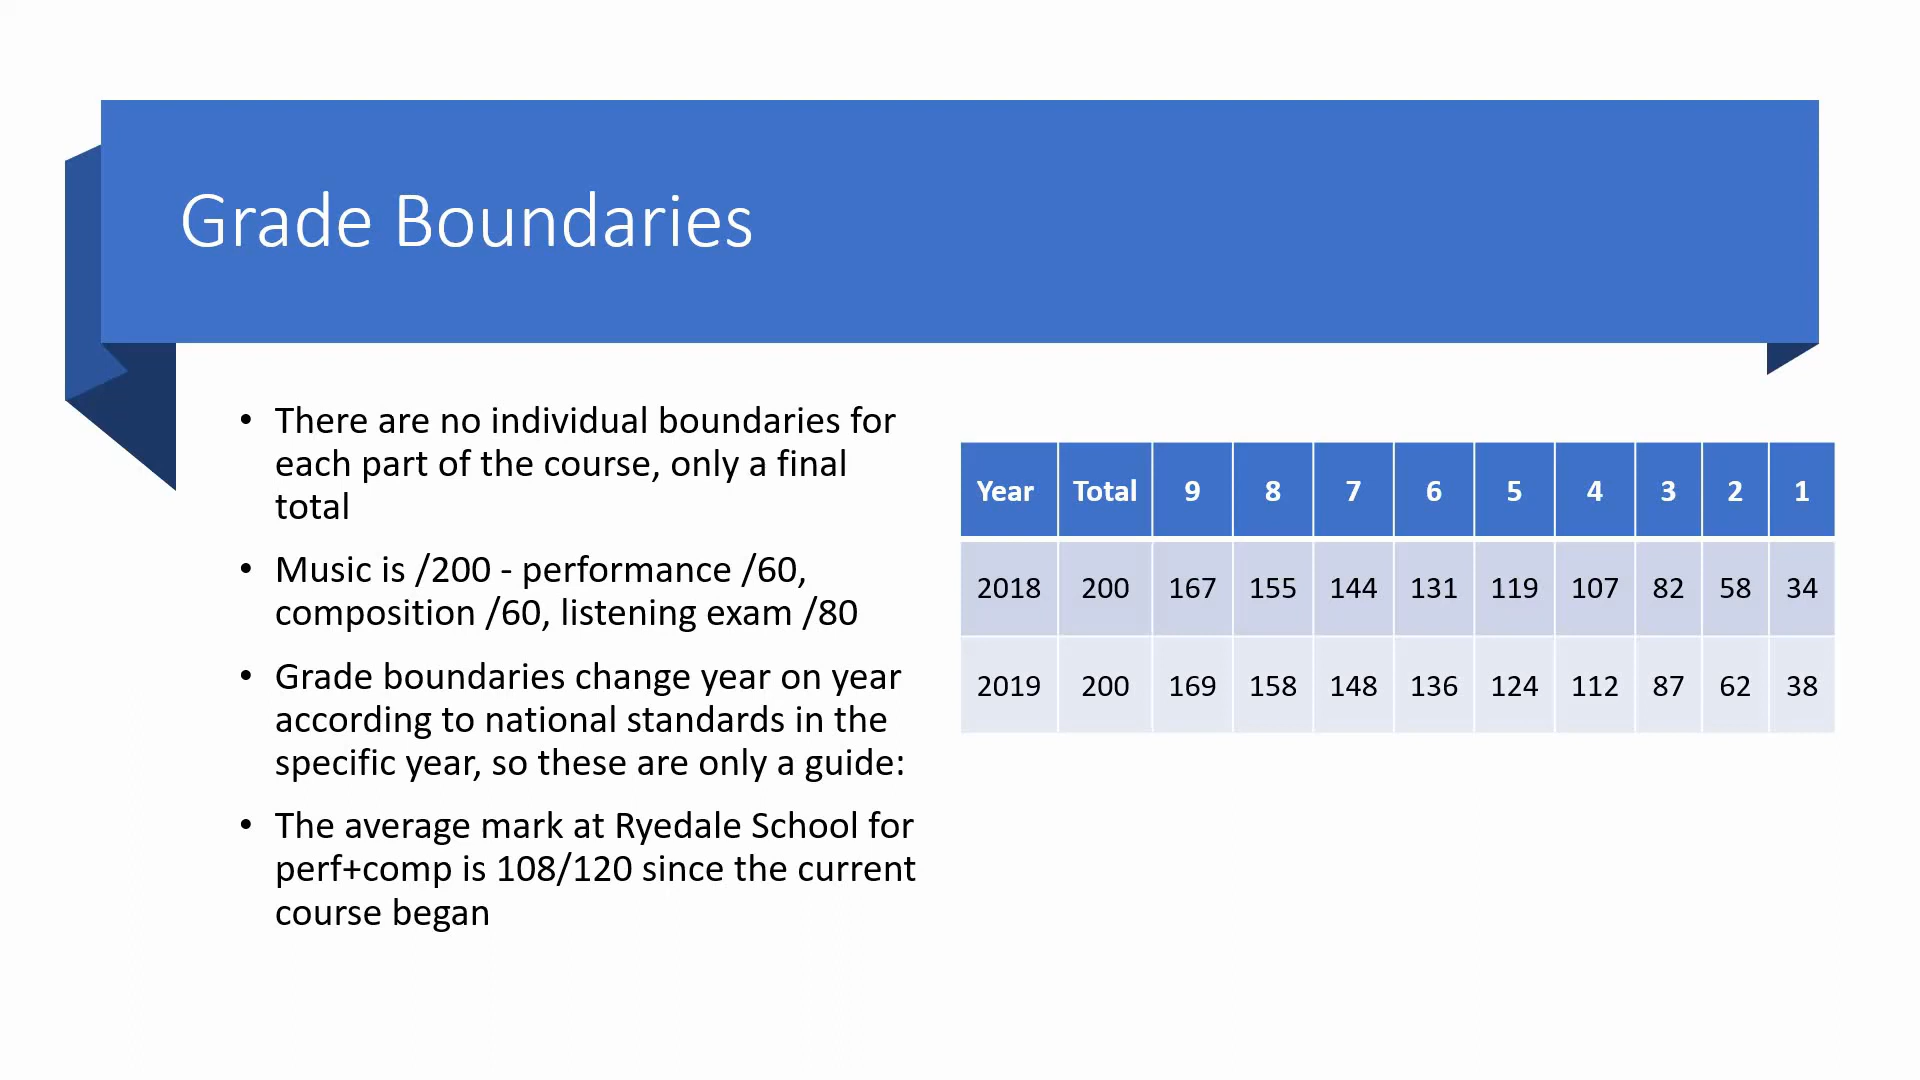 Grade Boundaries
• There are no individual boundaries for
each part of the course, only a final
total
• Music is /200 - performance /60,
composition /60, listening exam /80
• Grade boundaries change year on year
according to national standards in the
specific year, so these are only a guide:
• The average mark at Ryedale School for
perf+comp is 108/120 since the current
course began
Year Total 9 8 7 6 5 4 3 2 1
2018 200 167 155 144 131 119 107 82 58 34
2019 200 169 158 148 136 124 112 87 62 38